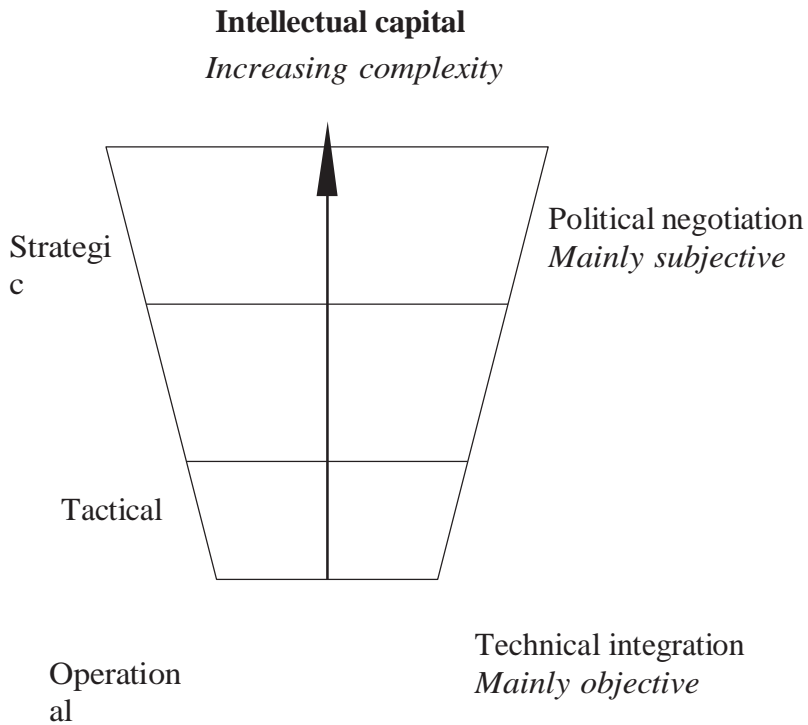 Intellectual capital
Increasing complexity
Political negotiation
Mainly subjective
Strategi
c
Tactical
Technical integration
Mainly objective
Operation
al